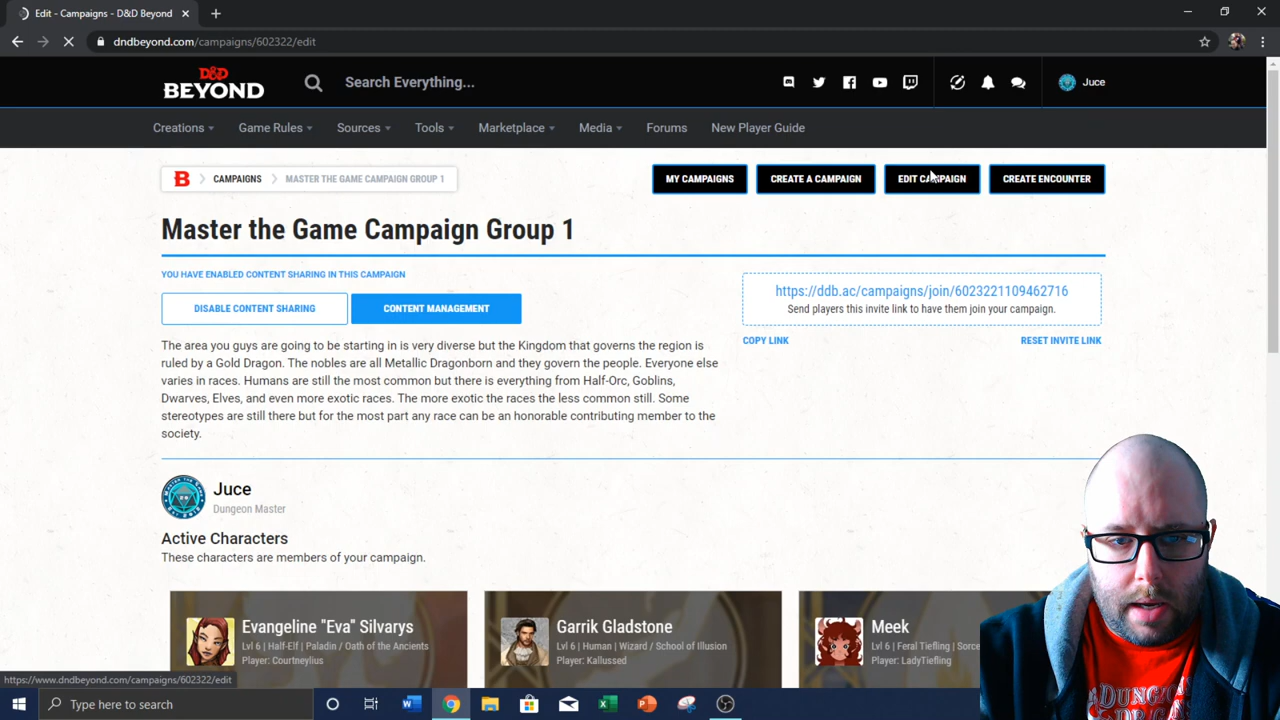 Edit - Campaigns - D&D Beyond
dndbeyond.com/campaigns/602322/edit
D&D BEYOND
Search Everything...
Juce
Creations
Game Rules
Sources
Tools
Marketplace
Media
Forums
New Player Guide
B
CAMPAIGNS
MASTER THE GAME CAMPAIGN GROUP 1
MY CAMPAIGNS
CREATE A CAMPAIGN
EDIT CAMPAIGN
CREATE ENCOUNTER
Master the Game Campaign Group 1
YOU HAVE ENABLED CONTENT SHARING IN THIS CAMPAIGN
DISABLE CONTENT SHARING
CONTENT MANAGEMENT
https://ddb.ac/campaigns/join/6023221109462716
Send players this invite link to have them join your campaign.
COPY LINK
RESET INVITE LINK
The area you guys are going to be starting in is very diverse but the Kingdom that governs the region is
ruled by a Gold Dragon. The nobles are all Metallic Dragonborn and they govern the people. Everyone else
varies in races. Humans are still the most common but there is everything from Half-Orc, Goblins,
Dwarves, Elves, and even more exotic races. The more exotic the races the less common still. Some
stereotypes are still there but for the most part any race can be an honorable contributing member to the
society.
Juce
Dungeon Master
Active Characters
These characters are members of your campaign.
Evangeline "Eva" Silvarys
Lvl 6 | Half-Elf | Paladin / Oath of the Ancients
Player: Courtneylius
Garrik Gladstone
Lvl 6 | Human | Wizard / School of Illusion
Player: Kallussed
Meek
Lvl 6 | Feral Tiefling | Sorce
Player: LadyTiefling
https://www.dndbeyond.com/campaigns/602322/edit
Type here to search